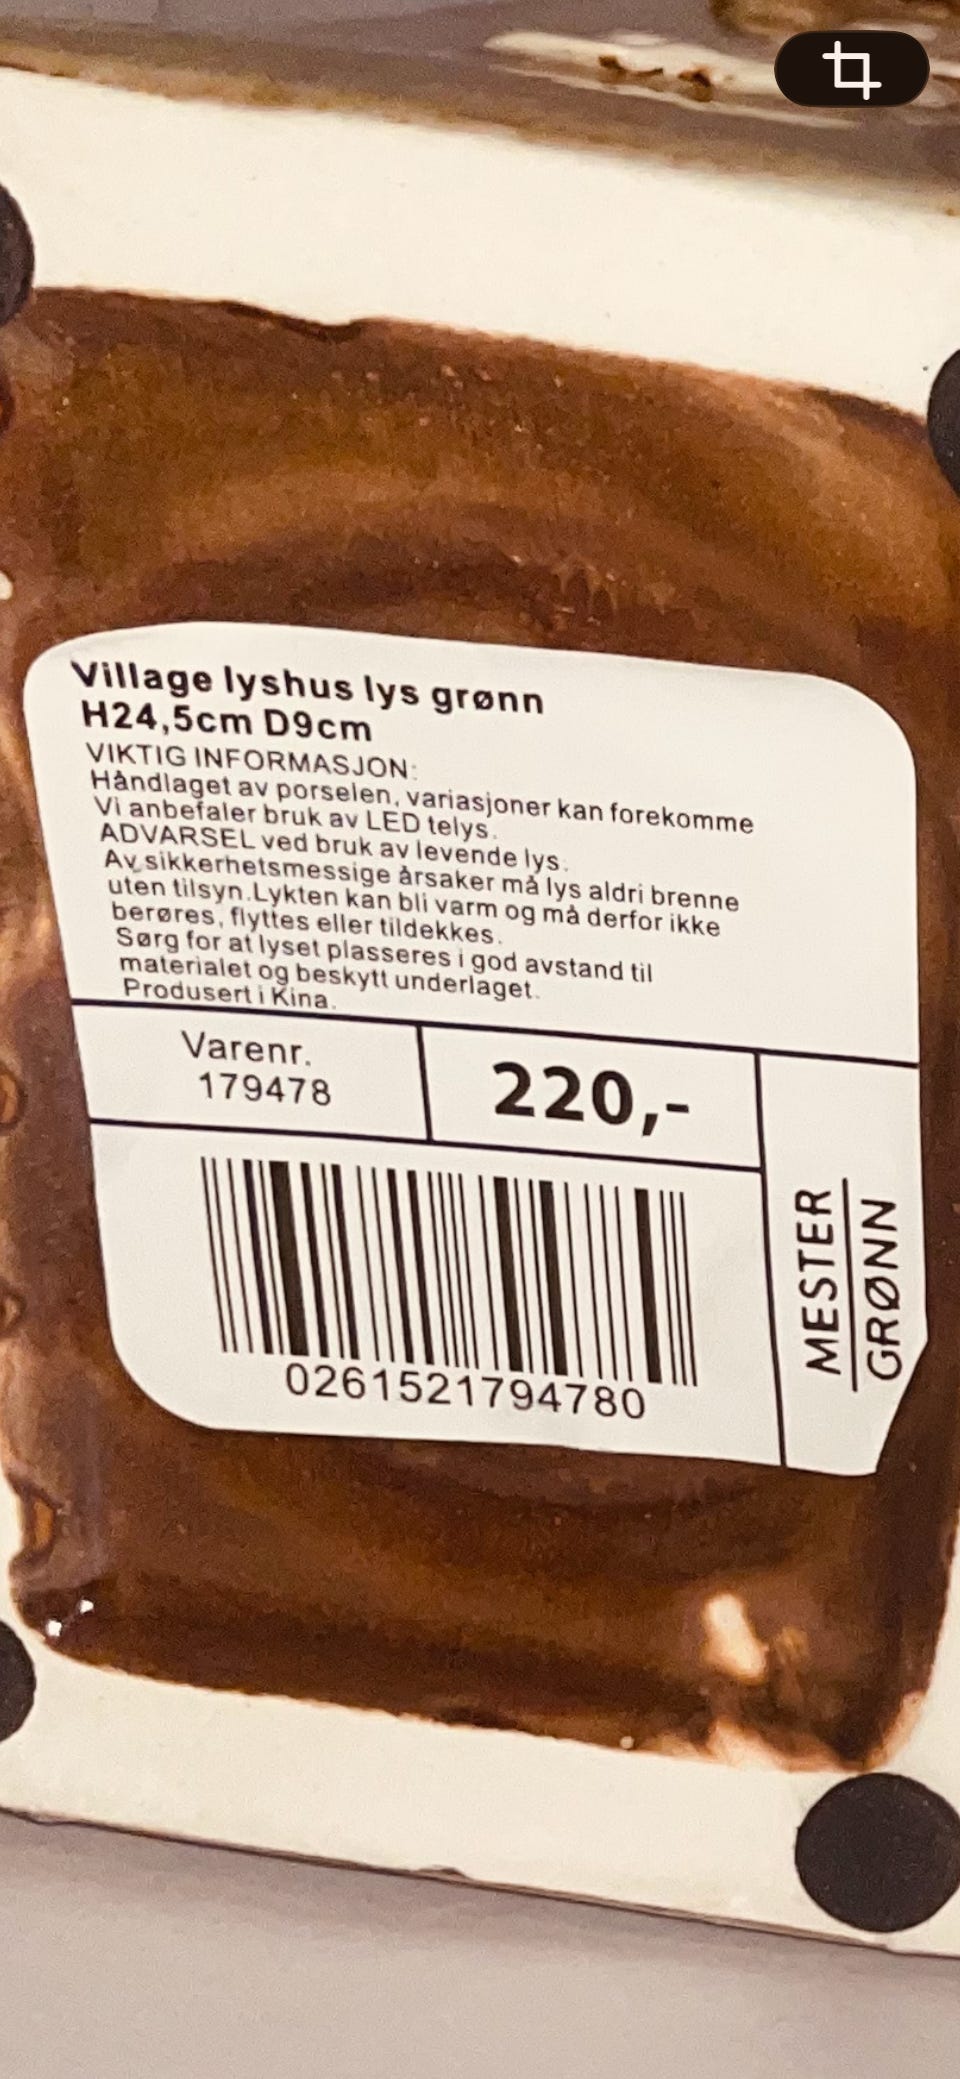 Village lyshus lys grønn
H24,5cm D9cm
VIKTIG INFORMASJON:
Håndlaget av porselen, variasjoner kan forekomme
Vi anbefaler bruk av LED telys.
ADVARSEL ved bruk av levende lys.
Av sikkerhetsmessige årsaker må lys aldri brenne
uten tilsyn.Lykten kan bli varm og må derfor ikke
berøres, flyttes eller tildekkes.
Sørg for at lyset plasseres i god avstand til
materialet og beskytt underlaget.
Produsert i Kina.
Varenr.
179478
220,-
0261521794780
MESTER
GRØNN